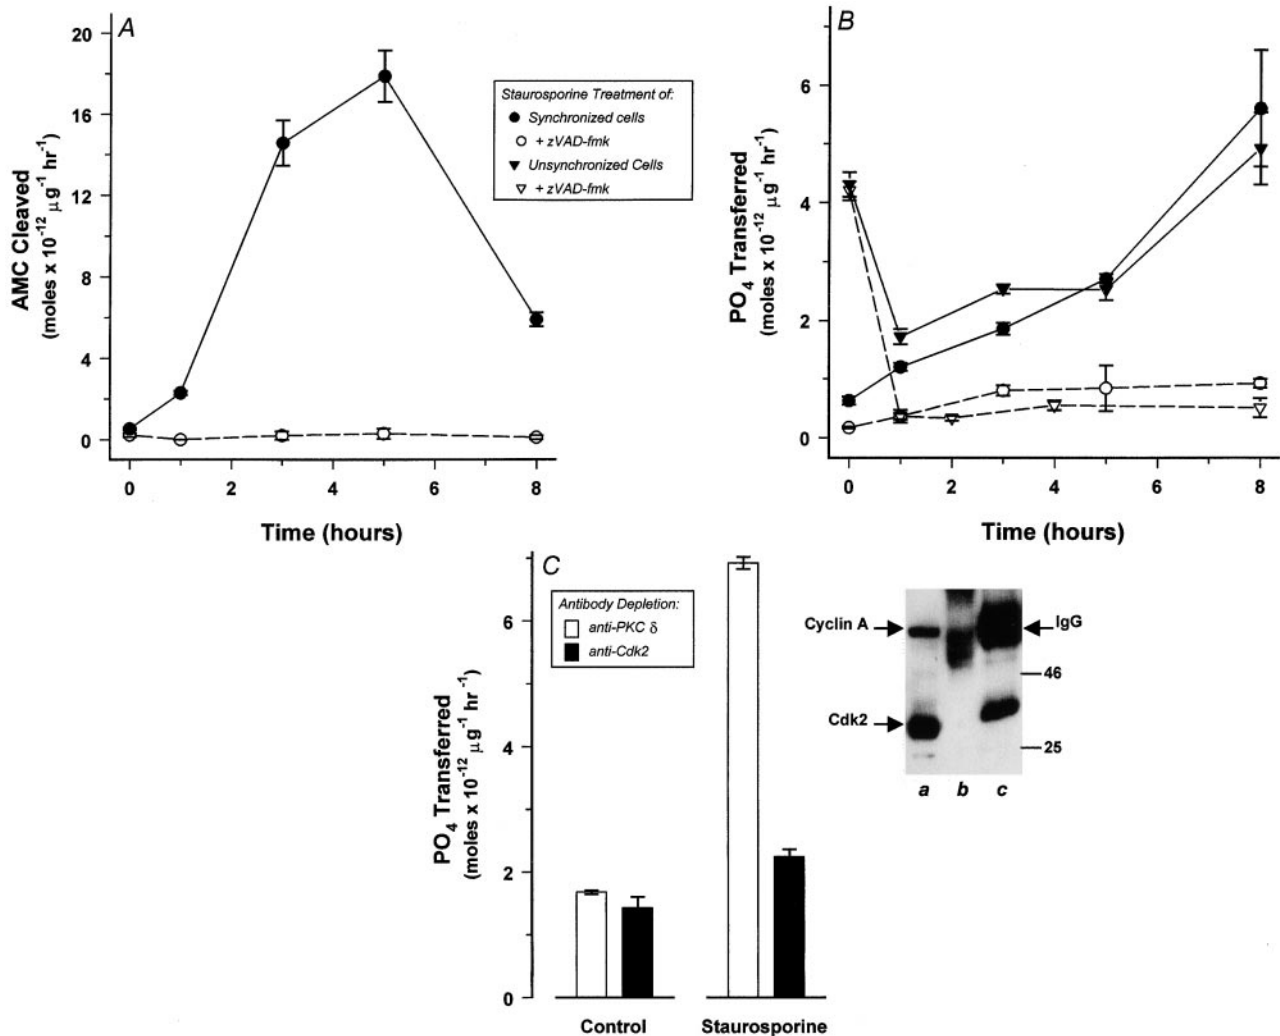 A
20
16
12
8
4
0
AMC Cleaved
(moles x 10⁻¹² μg⁻¹ hr⁻¹)
0 2 4 6 8
Time (hours)
Staurosporine Treatment of:
Synchronized cells
+ zVAD-fmk
Unsynchronized Cells
+ zVAD-fmk
B
6
4
2
0
PO₄ Transferred
(moles x 10⁻¹² μg⁻¹ hr⁻¹)
0 2 4 6 8
Time (hours)
C
6
4
2
0
PO₄ Transferred
(moles x 10⁻¹² μg⁻¹ hr⁻¹)
Antibody Depletion:
anti-PKC δ
anti-Cdk2
Control Staurosporine
Cyclin A
IgG
46
Cdk2
25
a b c